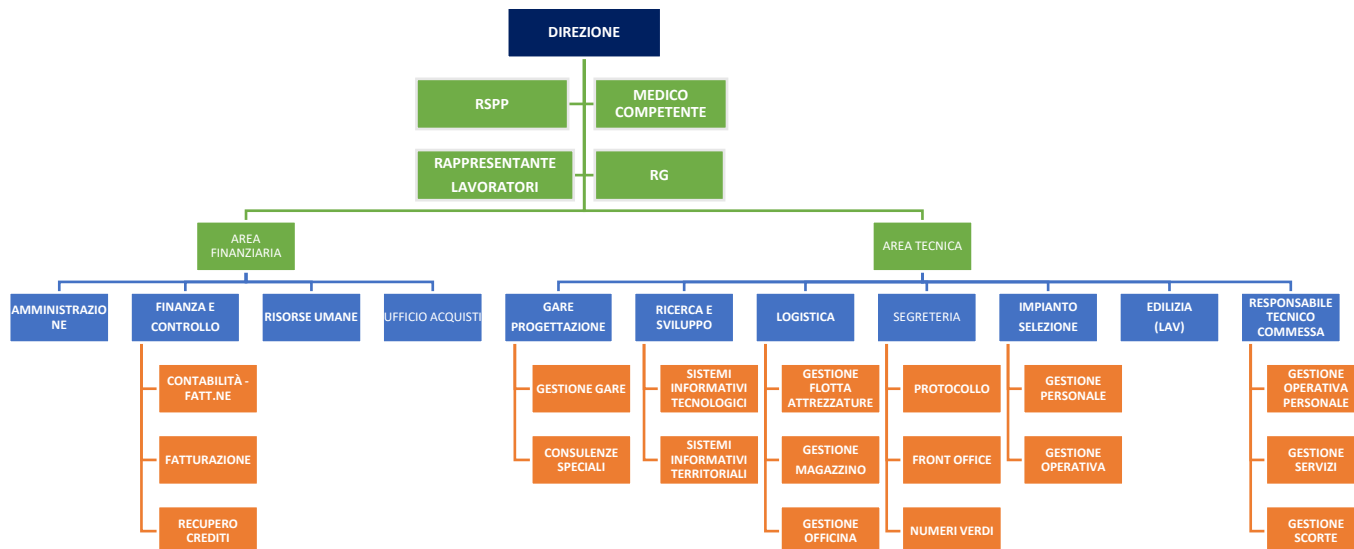 DIREZIONE
RSPP
MEDICO
COMPETENTE
RAPPRESENTANTE
LAVORATORI
RG
AREA
FINANZIARIA
AREA TECNICA
AMMINISTRAZIO
NE
FINANZA E
CONTROLLO
RISORSE UMANE
UFFICIO ACQUISTI
GARE
PROGETTAZIONE
RICERCA E
SVILUPPO
LOGISTICA
SEGRETERIA
IMPIANTO
SELEZIONE
EDILIZIA
(LAV)
RESPONSABILE
TECNICO
COMMESSA
CONTABILITÀ -
FATT.NE
GESTIONE GARE
SISTEMI
INFORMATIVI
TECNOLOGICI
GESTIONE
FLOTTA
ATTREZZATURE
PROTOCOLLO
GESTIONE
PERSONALE
GESTIONE
OPERATIVA
PERSONALE
FATTURAZIONE
CONSULENZE
SPECIALI
SISTEMI
INFORMATIVI
TERRITORIALI
GESTIONE
MAGAZZINO
FRONT OFFICE
GESTIONE
OPERATIVA
GESTIONE
SERVIZI
RECUPERO
CREDITI
GESTIONE
OFFICINA
NUMERI VERDI
GESTIONE
SCORTE